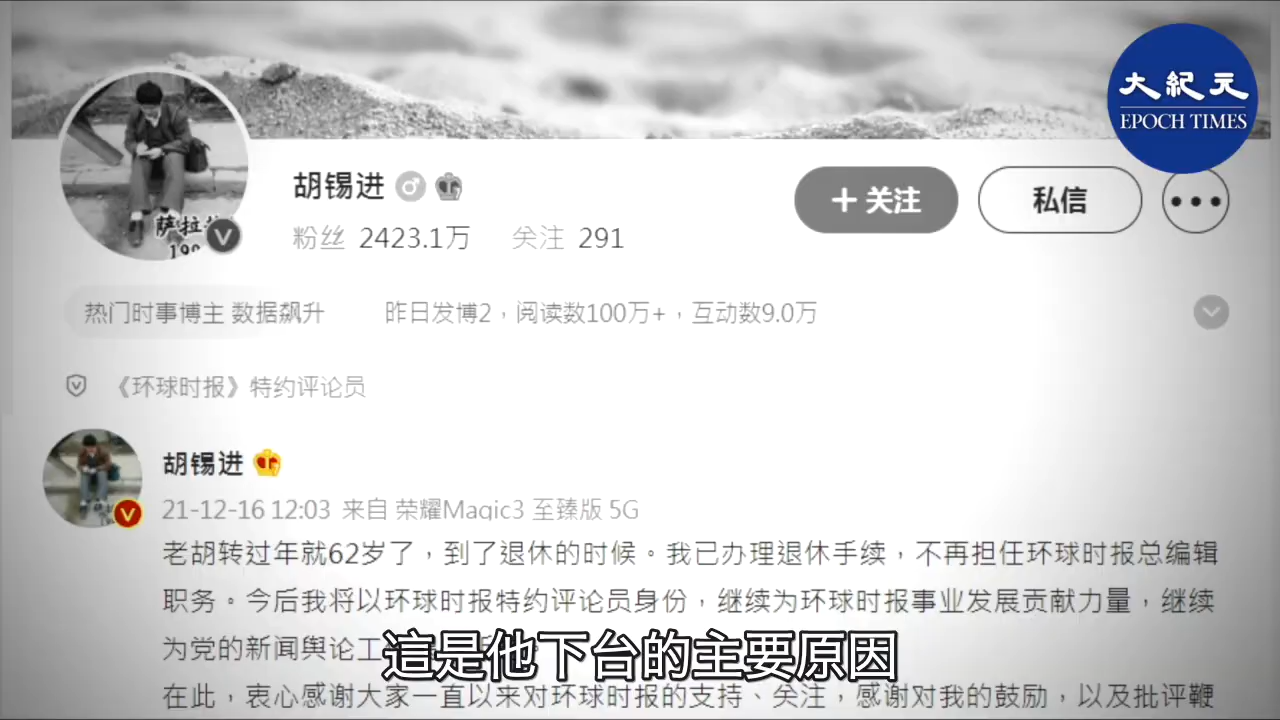 大紀元
EPOCH TIMES
胡锡进
粉丝 2423.1万 关注 291
+ 关注
私信
萨拉
199
热门时事博主 数据飙升 昨日发博2，阅读数100万+，互动数9.0万
《环球时报》特约评论员
胡锡进
21-12-16 12:03 来自 荣耀Magic3 至臻版 5G
老胡转过年就62岁了，到了退休的时候。我已办理退休手续，不再担任环球时报总编辑
职务。今后我将以环球时报特约评论员身份，继续为环球时报事业发展贡献力量，继续
为党的新闻舆论工
這是他下台的主要原因
在此，衷心感谢大家一直以来对环球时报的支持、关注，感谢对我的鼓励，以及批评鞭